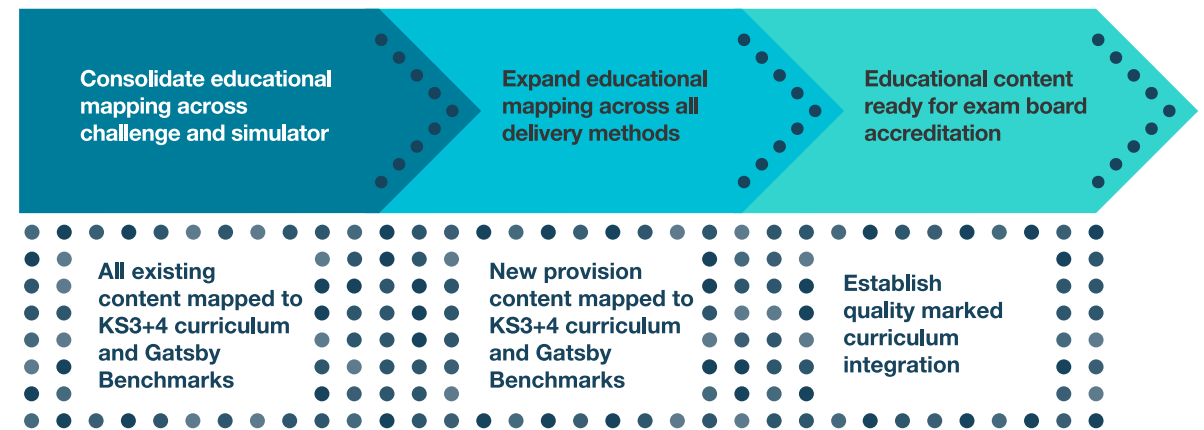 Consolidate educational
mapping across
challenge and simulator
Expand educational
mapping across all
delivery methods
Educational content
ready for exam board
accreditation
All existing
content mapped to
KS3+4 curriculum
and Gatsby
Benchmarks
New provision
content mapped to
KS3+4 curriculum
and Gatsby
Benchmarks
Establish
quality marked
curriculum
integration